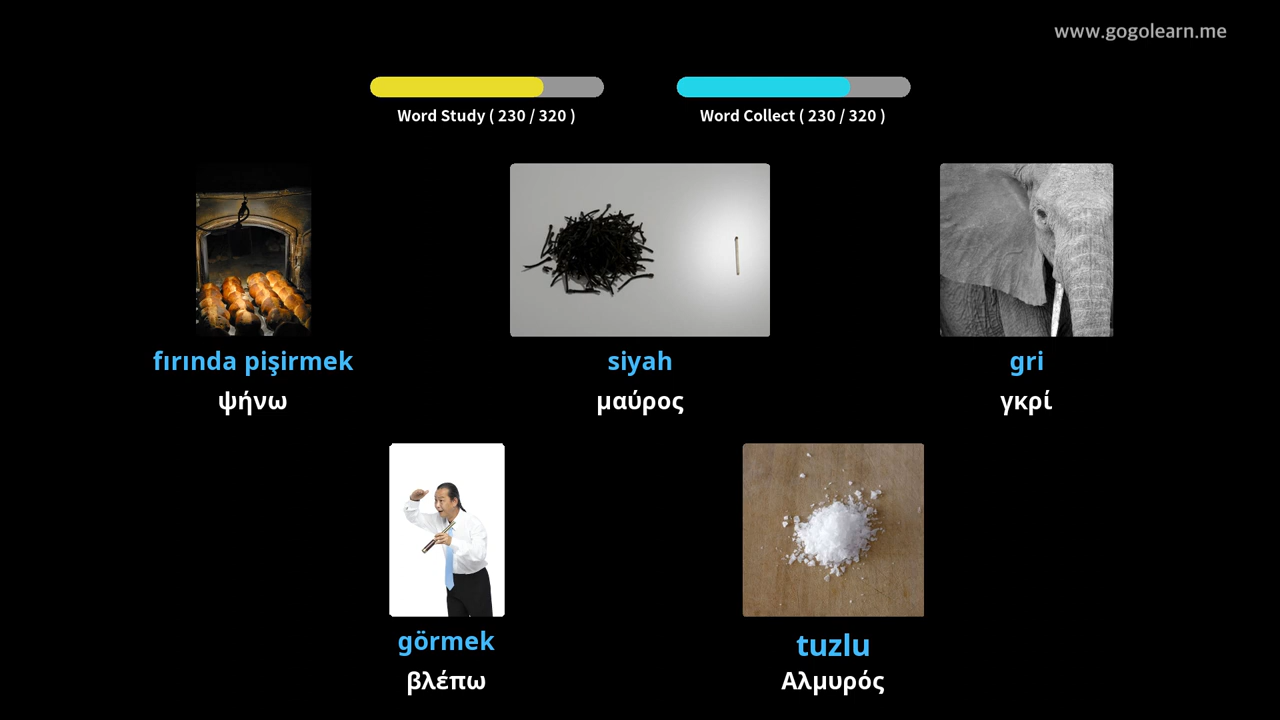 www.gogolearn.me
Word Study ( 230 / 320 )
Word Collect ( 230 / 320 )
fırında pişirmek
ψήνω
siyah
μαύρος
gri
γκρί
görmek
βλέπω
tuzlu
Αλμυρός